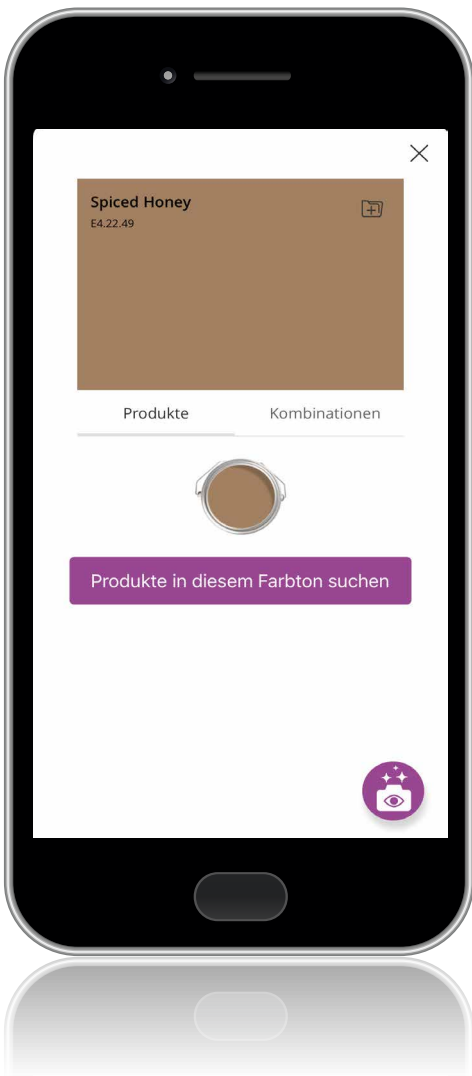 Spiced Honey
E4.22.49
Produkte Kombinationen
Produkte in diesem Farbton suchen